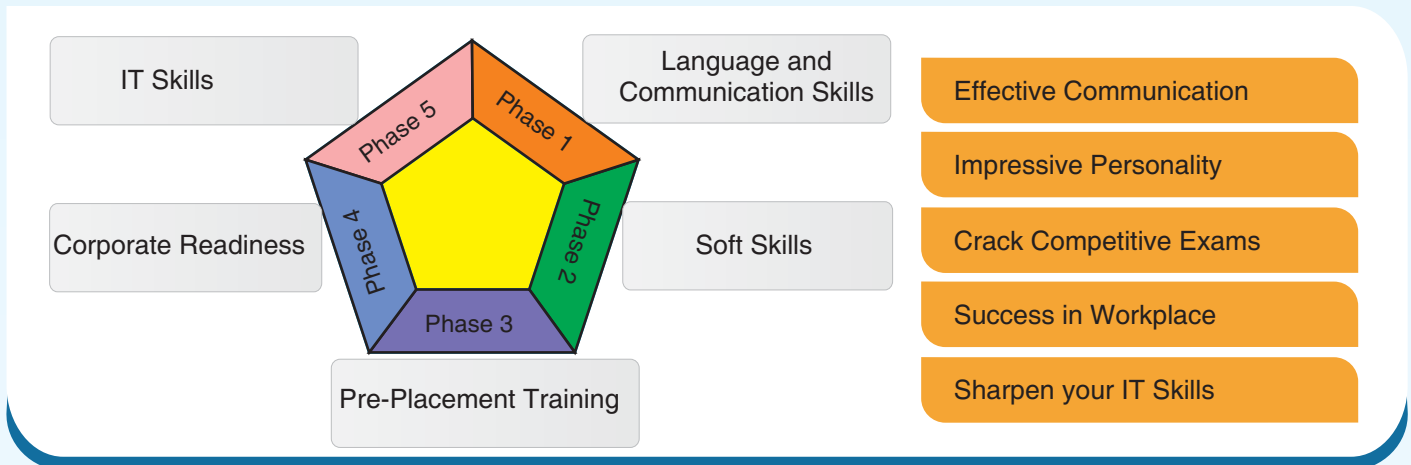 IT Skills
Phase 5
Phase 1
Language and
Communication Skills
Corporate Readiness
Phase 4
Phase 2
Soft Skills
Phase 3
Pre-Placement Training
Effective Communication
Impressive Personality
Crack Competitive Exams
Success in Workplace
Sharpen your IT Skills